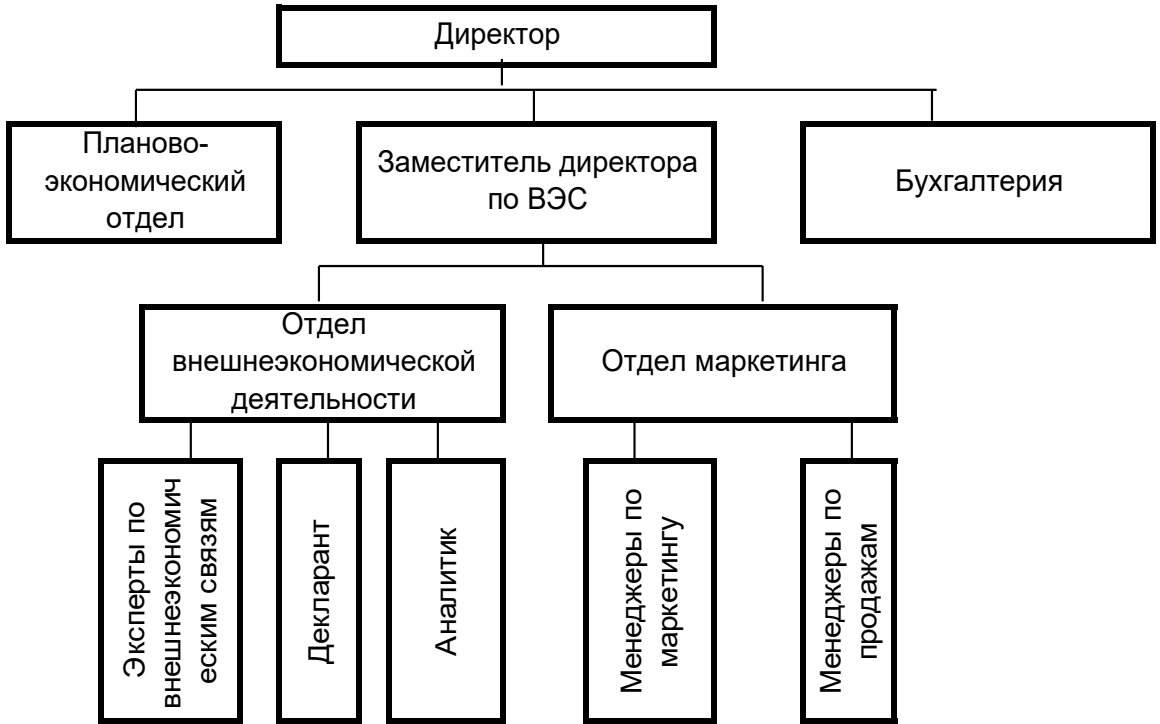 Директор
Планово-
экономический
отдел
Заместитель директора
по ВЭС
Бухгалтерия
Отдел
внешнеэкономической
деятельности
Отдел маркетинга
Эксперты по
внешнеэкономич
еским связям
Декларант
Аналитик
Менеджеры по
маркетингу
Менеджеры по
продажам